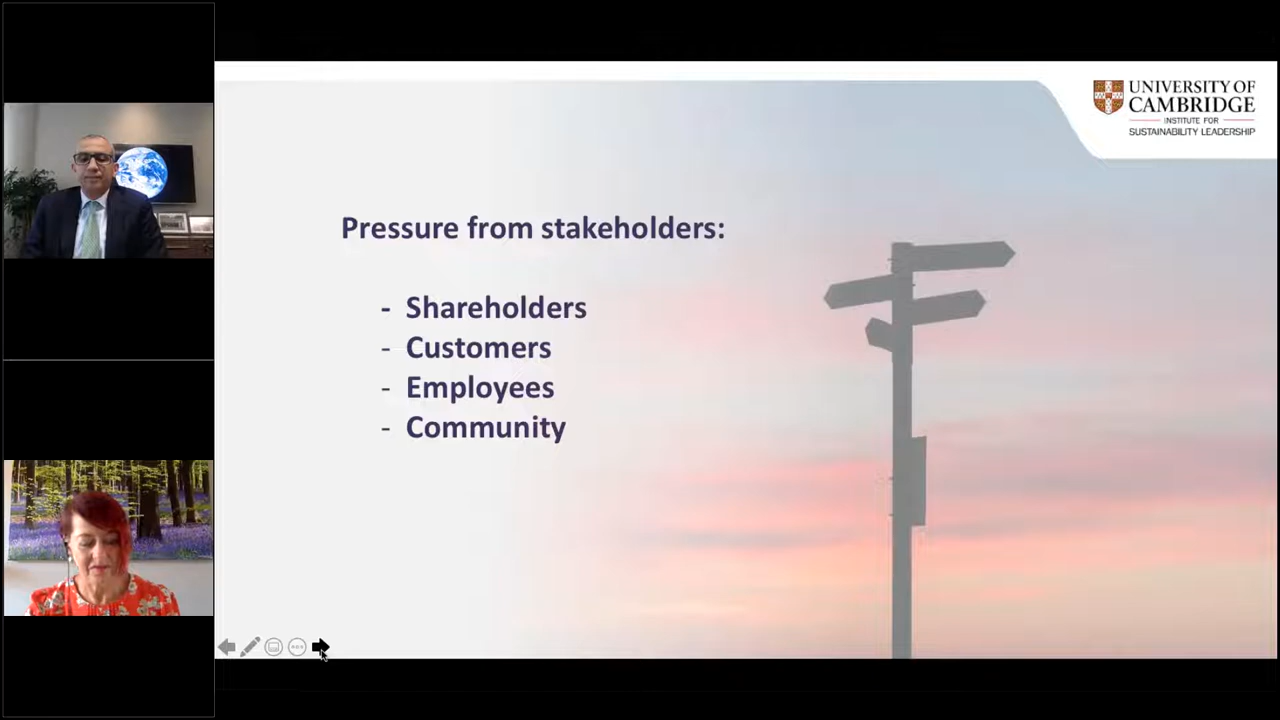 UNIVERSITY OF
CAMBRIDGE
INSTITUTE FOR
SUSTAINABILITY LEADERSHIP
Pressure from stakeholders:
- Shareholders
- Customers
- Employees
- Community